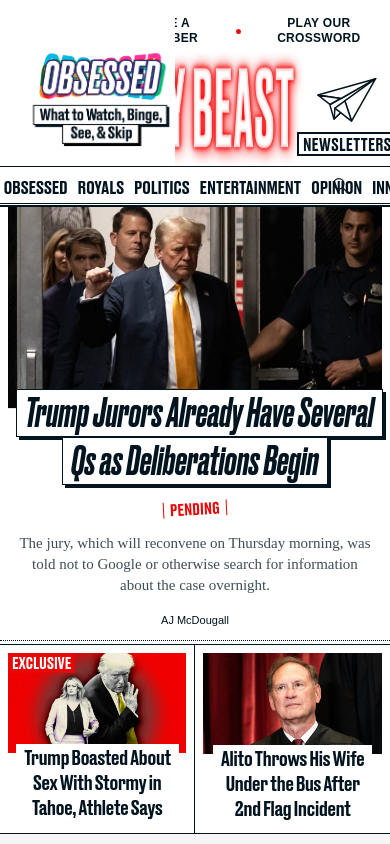 E A
BER
PLAY OUR
CROSSWORD
OBSESSED
What to Watch, Binge,
See, & Skip
Y BEAST
NEWSLETTERS
OBSESSED ROYALS POLITICS ENTERTAINMENT OPINION INN
Trump Jurors Already Have Several
Qs as Deliberations Begin
PENDING
The jury, which will reconvene on Thursday morning, was
told not to Google or otherwise search for information
about the case overnight.
AJ McDougall
EXCLUSIVE
Trump Boasted About
Sex With Stormy in
Tahoe, Athlete Says
Alito Throws His Wife
Under the Bus After
2nd Flag Incident